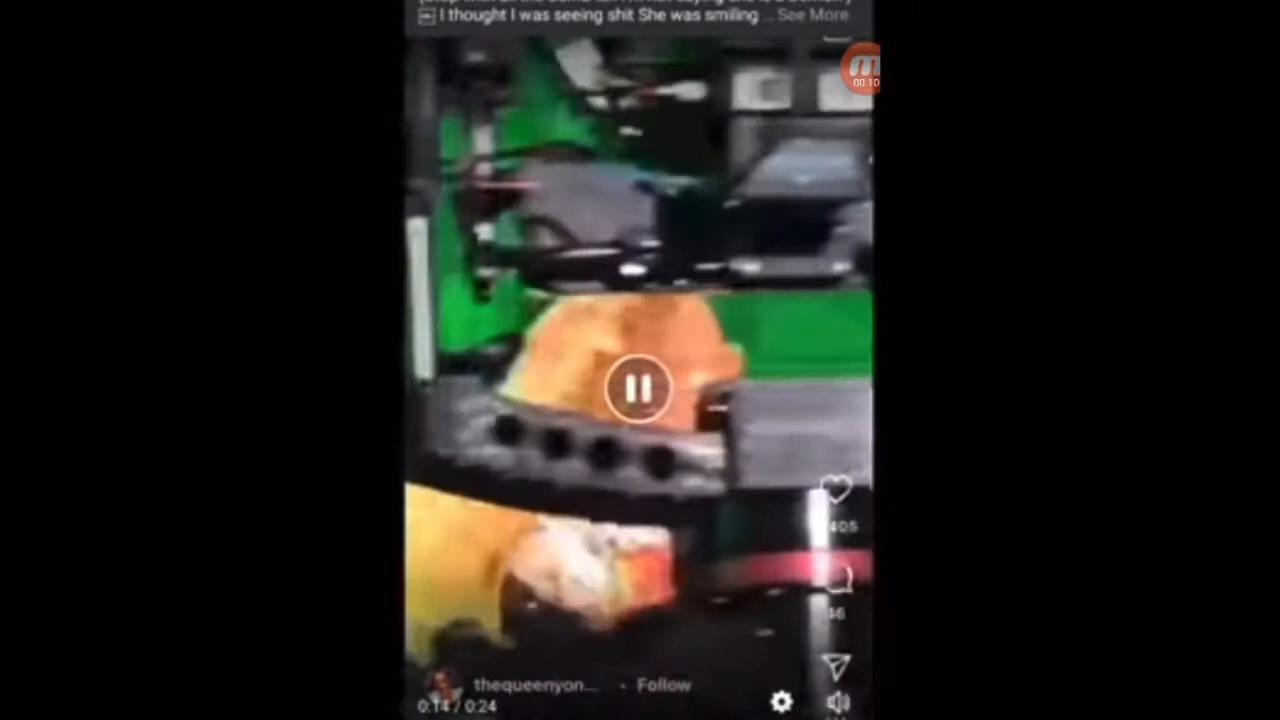 I thought I was seeing shit She was smiling ... See More
00:10
405
46
thequeenyon... · Follow
0:14 / 0:24